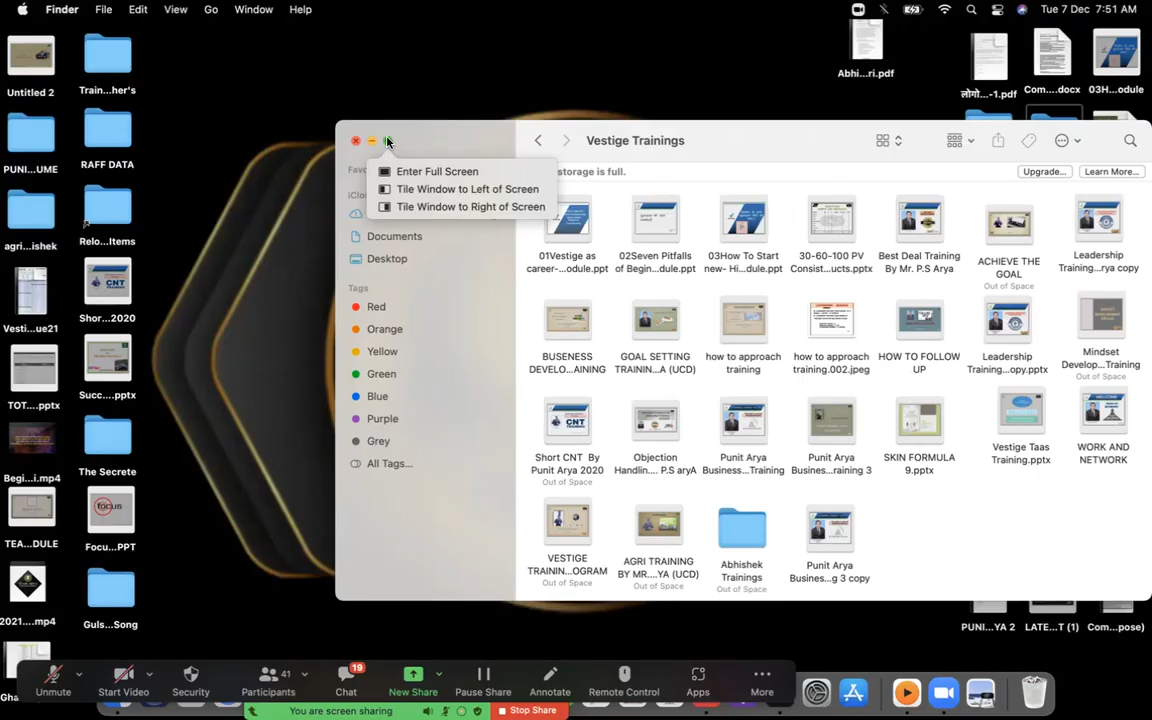 Finder File Edit View Go Window Help
Tue 7 Dec 7:51 AM
Untitled 2
Train...her's
PUNI...UME
RAFF DATA
agri...ishek
Relo...Items
Vesti...ue21
Shor...2020
TOT....pptx
Succ....pptx
Begi...i.mp4
The Secrete
TEA...DULE
focus
Focu...PPT
2021....mp4
Guls...Song
Abhi...ri.pdf
लोगो...-1.pdf
Com....docx
03H...odule
Vestige Trainings
storage is full.
Upgrade...
Learn More...
Enter Full Screen
Tile Window to Left of Screen
Tile Window to Right of Screen
Favo
iClo
Documents
Desktop
Tags
Red
Orange
Yellow
Green
Blue
Purple
Grey
All Tags...
01Vestige as
career-...odule.ppt
02Seven Pitfalls
of Begin...dule.ppt
03How To Start
new- Hi...dule.ppt
30-60-100 PV
Consist...ucts.pptx
Best Deal Training
By Mr. P.S Arya
ACHIEVE THE
GOAL
Out of Space
Leadership
Training...rya copy
BUSENESS
DEVELO...AINING
GOAL SETTING
TRAININ...A (UCD)
how to approach
training
how to approach
training.002.jpeg
HOW TO FOLLOW
UP
Leadership
Training...opy.pptx
Mindset
Develop...Training
Out of Space
CNT
Short CNT By
Punit Arya 2020
Out of Space
Objection
Handlin.... P.S aryA
Punit Arya
Business...Training
Punit Arya
Busines...raining 3
SKIN FORMULA
9.pptx
Vestige Taas
Training.pptx
WORK AND
NETWORK
VESTIGE
TRAININ...OGRAM
Out of Space
AGRI TRAINING
BY MR....YA (UCD)
Out of Space
Abhishek
Trainings
Out of Space
Punit Arya
Busines...g 3 copy
PUNI...YA 2
LATE...T (1)
Com...pose)
Unmute
Start Video
Security
41
Participants
19
Chat
New Share
Pause Share
Annotate
Remote Control
Apps
More
You are screen sharing
Stop Share